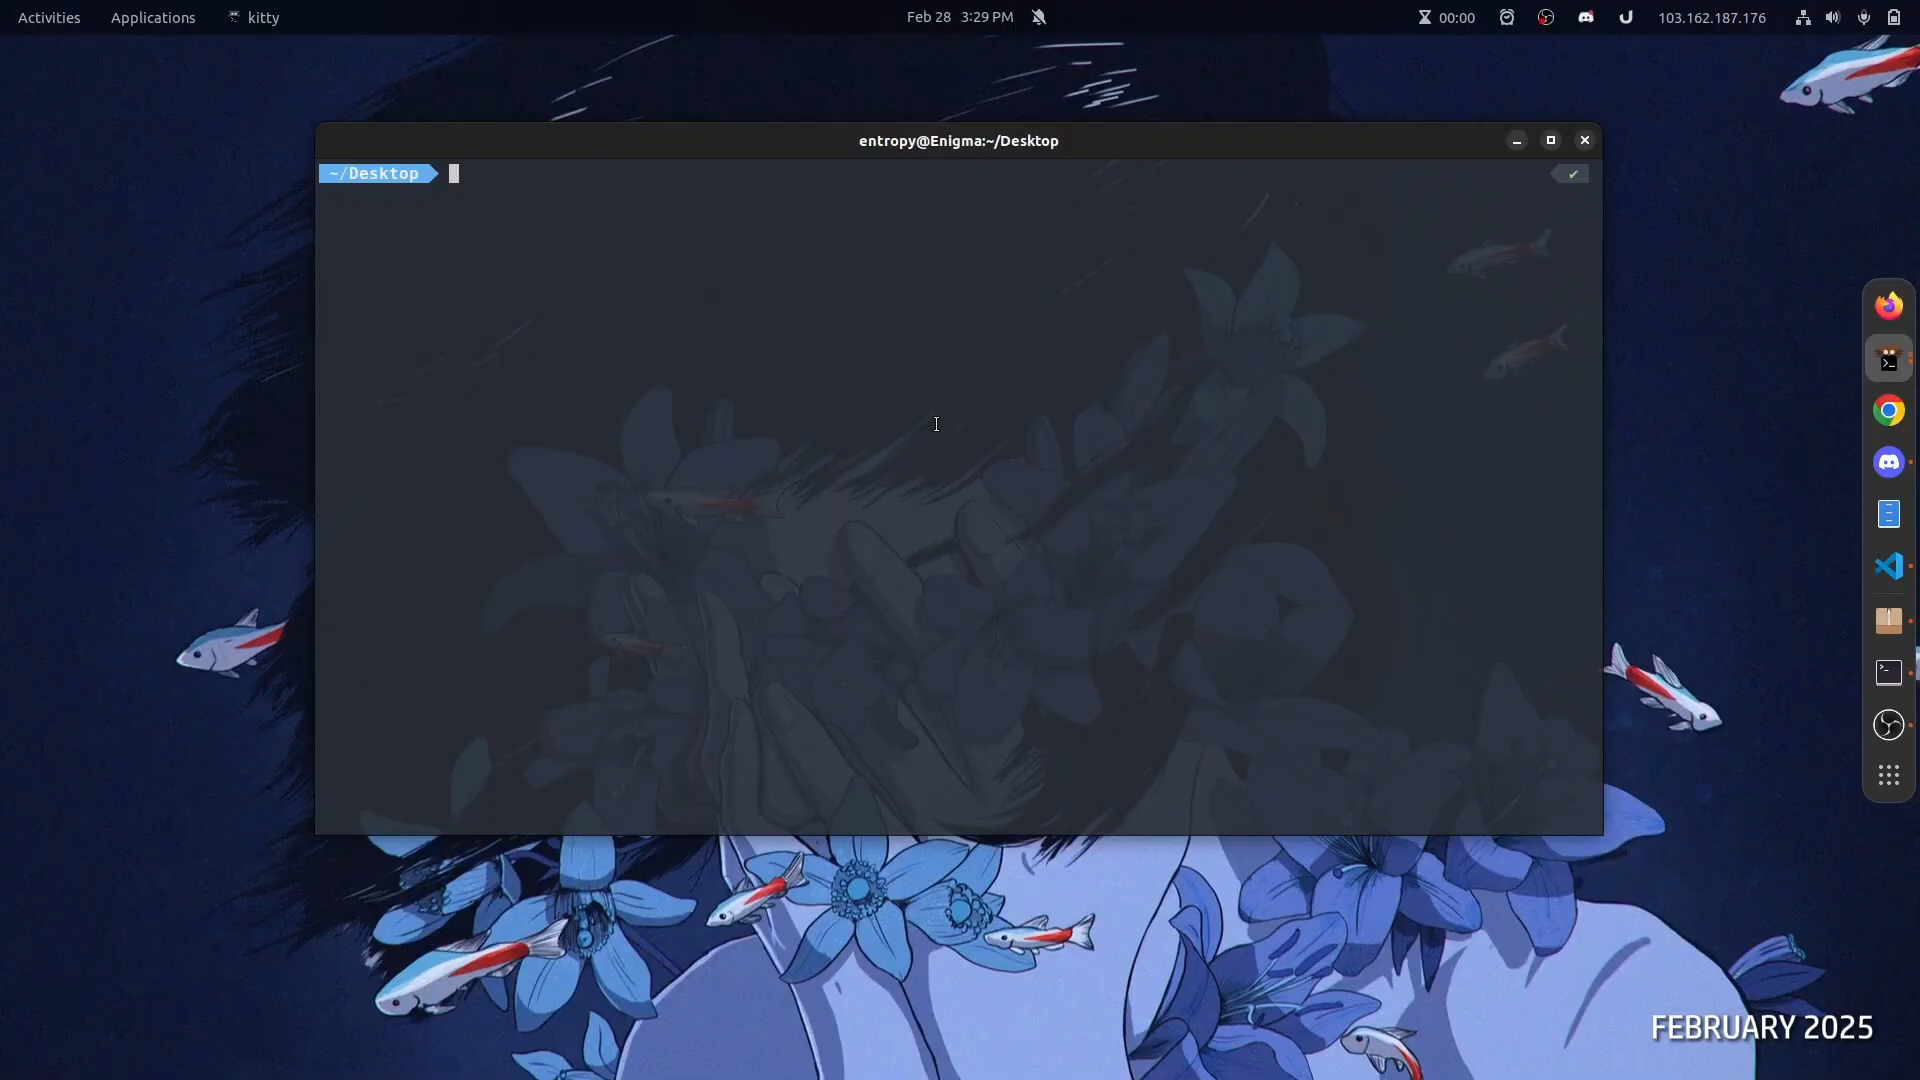 Activities Applications kitty Feb 28 3:29 PM 00:00 103.162.187.176
entropy@Enigma:~/Desktop
~/Desktop ✔
FEBRUARY 2025